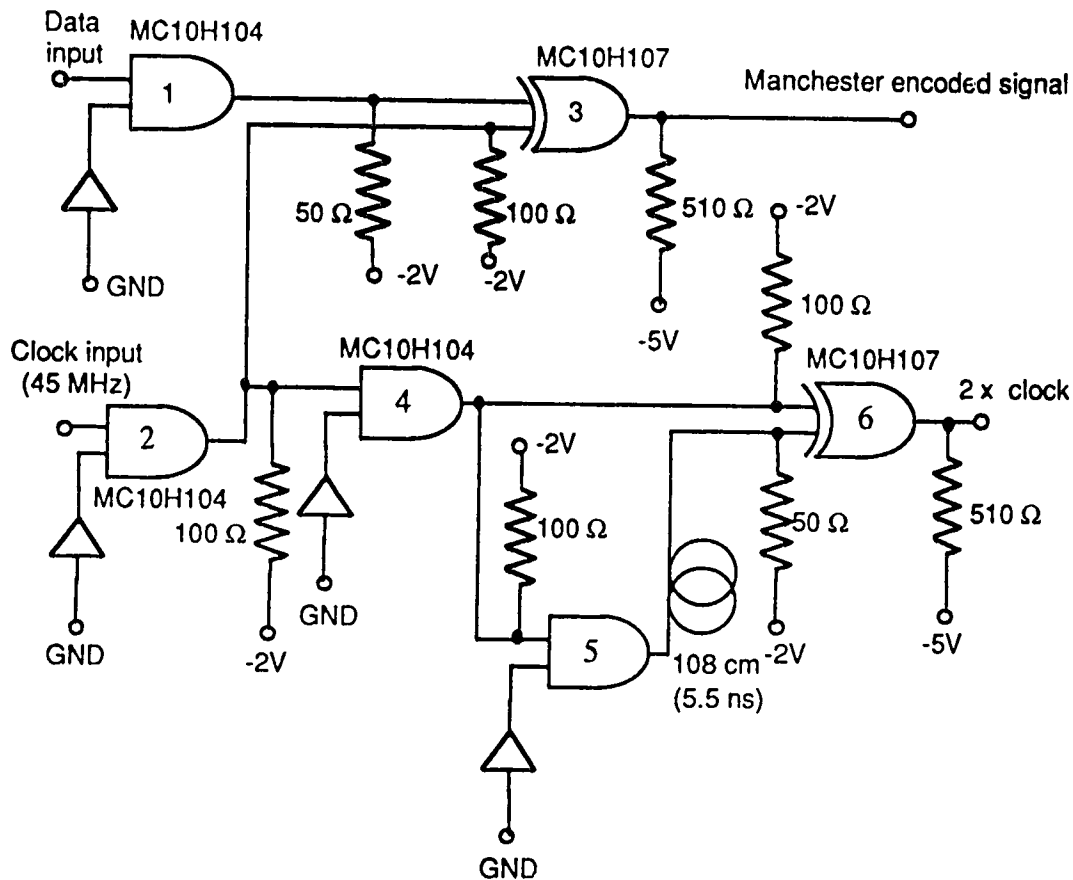 Data
input
MC10H104
1
MC10H107
3
Manchester encoded signal
50 Ω
-2V
100 Ω
-2V
510 Ω
-5V
-2V
100 Ω
GND
Clock input
(45 MHz)
2
MC10H104
100 Ω
-2V
GND
MC10H104
4
GND
-2V
100 Ω
5
GND
108 cm
(5.5 ns)
MC10H107
6
2 x clock
50 Ω
-2V
510 Ω
-5V